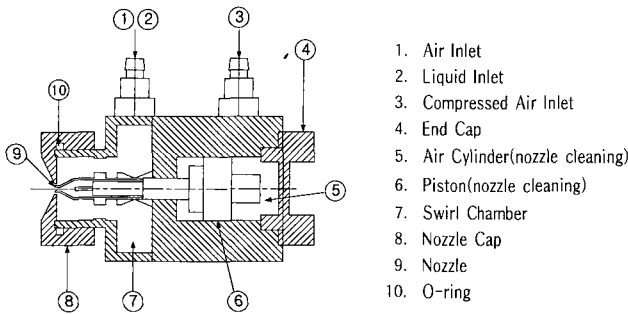 ① ②
③
④
⑩
⑨
⑤
⑧
⑦
⑥
1. Air Inlet
2. Liquid Inlet
3. Compressed Air Inlet
4. End Cap
5. Air Cylinder(nozzle cleaning)
6. Piston(nozzle cleaning)
7. Swirl Chamber
8. Nozzle Cap
9. Nozzle
10. O-ring